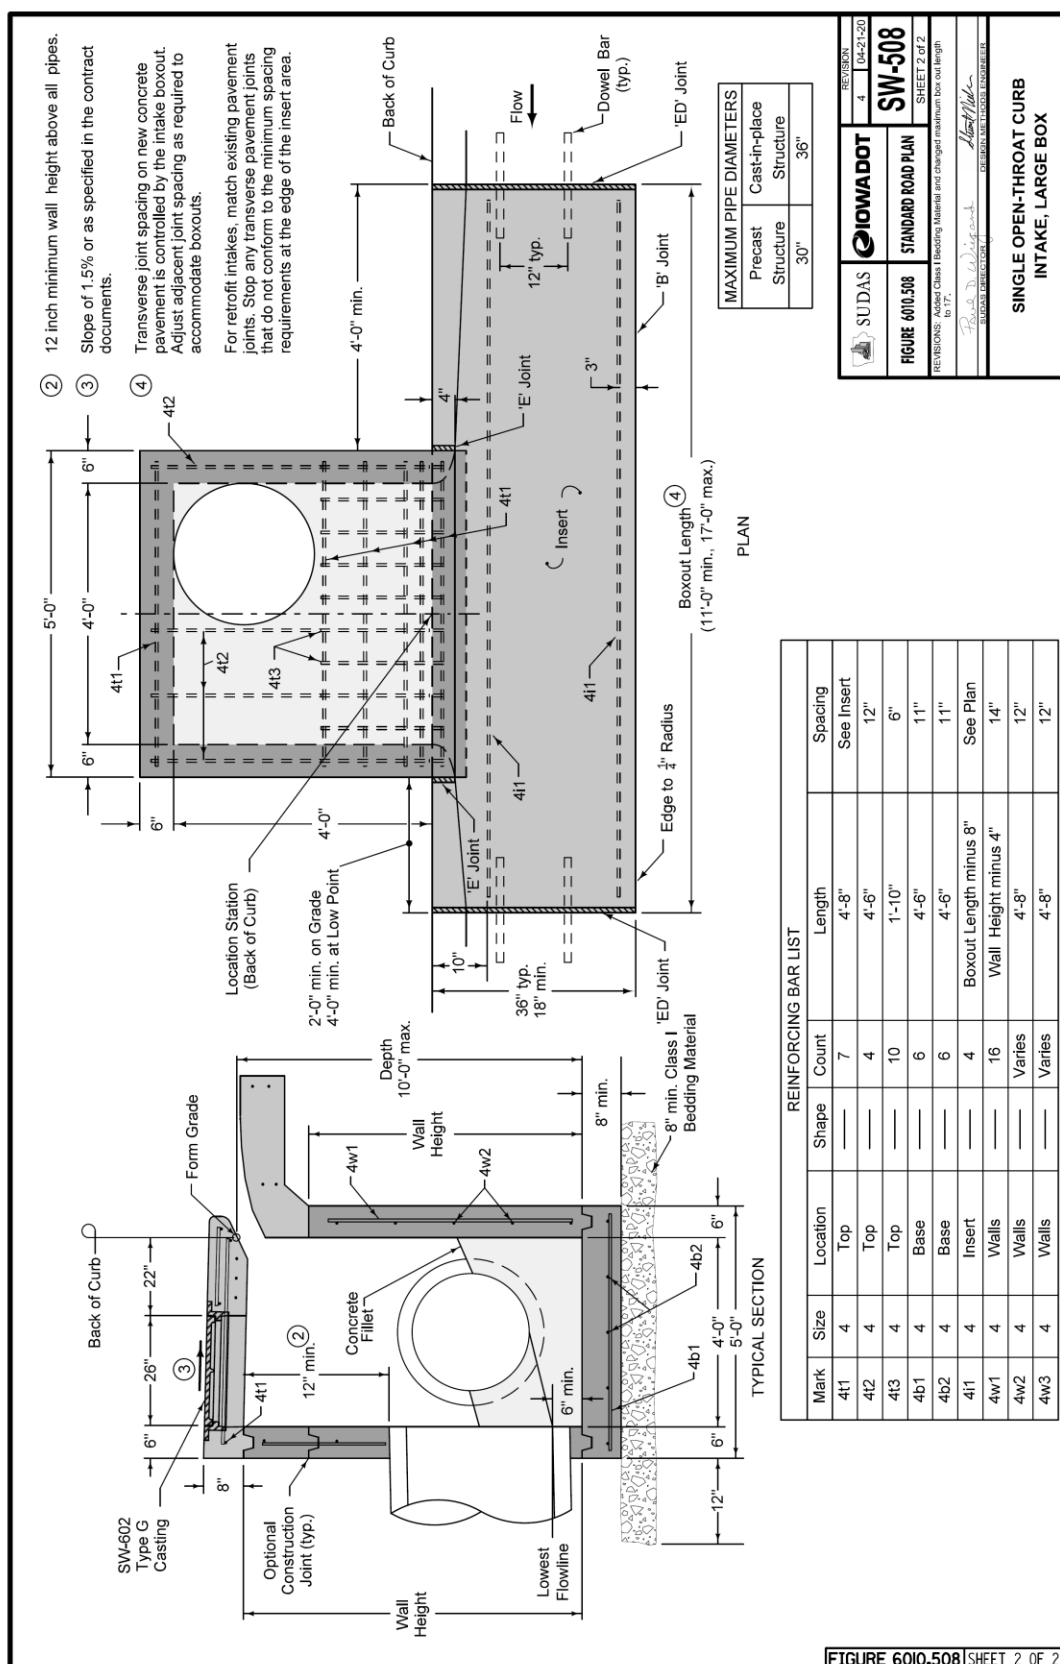 ② 12 inch minimum wall height above all pipes.
③ Slope of 1.5% or as specified in the contract
documents.
④ Transverse joint spacing on new concrete
pavement is controlled by the intake boxout.
Adjust adjacent joint spacing as required to
accommodate boxouts.
For retrofit intakes, match existing pavement
joints. Stop any transverse pavement joints
that do not conform to the minimum spacing
requirements at the edge of the insert area.
SW-602
Type G
Casting
Back of Curb
Form Grade
6"
26"
22"
③
8"
4t1
Optional
Construction
Joint (typ.)
12" min.
②
Concrete
Fillet
Wall
Height
4w1
4w2
Wall
Height
Depth
10'-0" max.
8" min.
Lowest
Flowline
6" min.
4b1
4b2
12"
6"
4'-0"
6"
5'-0"
8" min. Class I
Bedding Material
TYPICAL SECTION
5'-0"
6"
4'-0"
6"
4t1
4t2
4t2
4t3
4t1
6"
4'-0"
Location Station
(Back of Curb)
2'-0" min. on Grade
4'-0" min. at Low Point
4'-0" min.
Back of Curb
Flow
Dowel Bar
(typ.)
'ED' Joint
12" typ.
'E' Joint
'E' Joint
4"
3"
10"
36" typ.
18" min.
4i1
4i1
Insert
'B' Joint
'ED' Joint
Edge to 1/4" Radius
Boxout Length ④
(11'-0" min., 17'-0" max.)
PLAN
MAXIMUM PIPE DIAMETERS
Precast Structure | Cast-in-place Structure
30" | 36"
REINFORCING BAR LIST
Mark Size Location Shape Count Length Spacing
4t1 4 Top —— 7 4'-8" See Insert
4t2 4 Top —— 4 4'-6" 12"
4t3 4 Top —— 10 1'-10" 6"
4b1 4 Base —— 6 4'-6" 11"
4b2 4 Base —— 6 4'-6" 11"
4i1 4 Insert —— 4 Boxout Length minus 8" See Plan
4w1 4 Walls —— 16 Wall Height minus 4" 14"
4w2 4 Walls —— Varies 4'-8" 12"
4w3 4 Walls —— Varies 4'-8" 12"
SUDAS
IOWADOT
REVISION
4 04-21-20
SW-508
FIGURE 6010.508
STANDARD ROAD PLAN
SHEET 2 of 2
REVISIONS: Added Class I Bedding Material and changed maximum box out length
to 17'.
Paul D. Wiegand
SUDAS DIRECTOR
DESIGN METHODS ENGINEER
SINGLE OPEN-THROAT CURB
INTAKE, LARGE BOX
FIGURE 6010.508 SHEET 2 OF 2